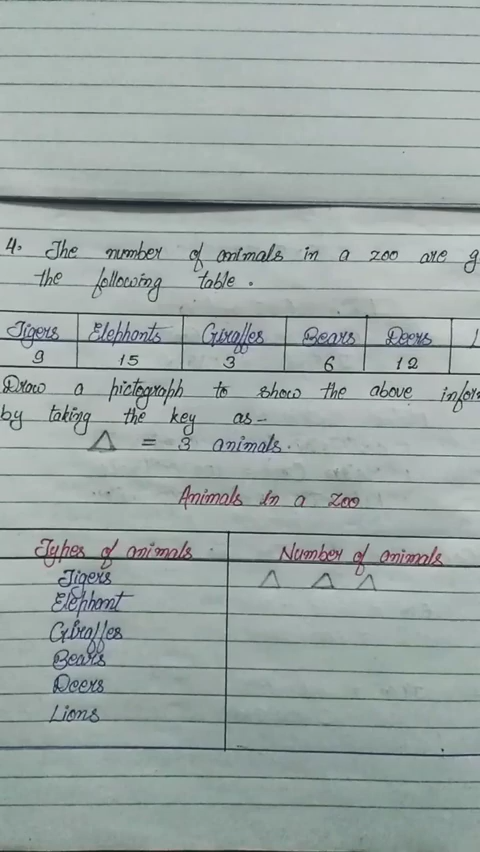 4. The number of animals in a zoo are g
the following table.
Tigers Elephants Giraffes Bears Deers L
9 15 3 6 12
Draw a pictograph to show the above infor
by taking the key as-
△ = 3 animals.
Animals In a Zoo
Types of animals Number of animals
Tigers △ △ △
Elephant
Giraffes
Bears
Deers
Lions